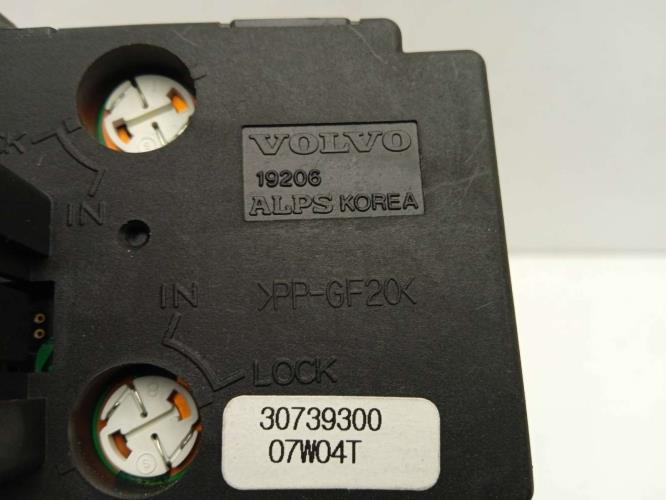 IN
VOLVO
19206
ALPS KOREA
IN
>PP-GF20<
LOCK
30739300
07W04T